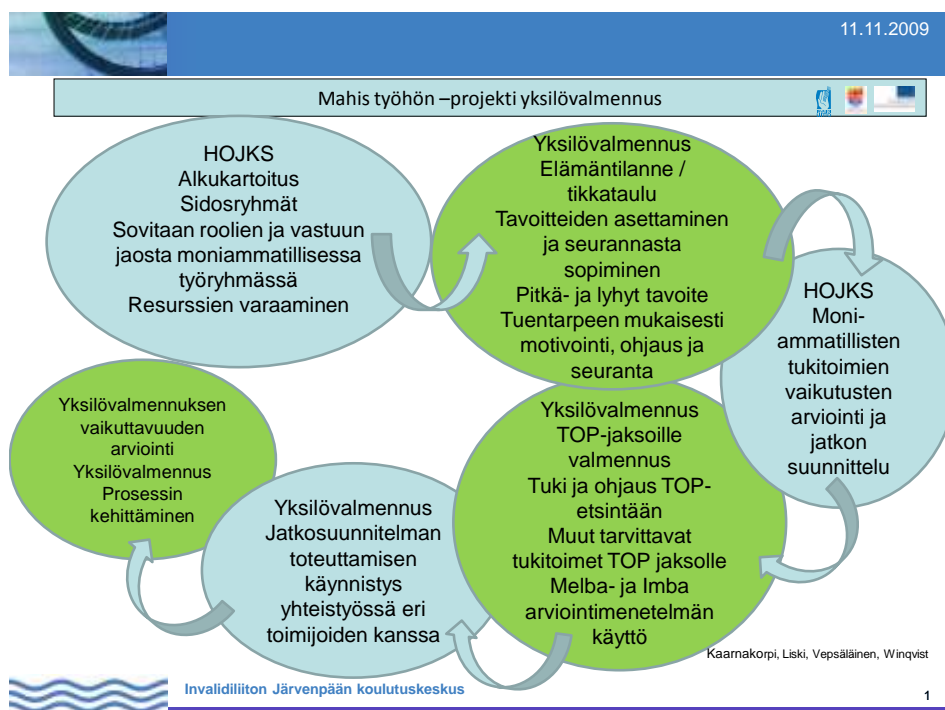 11.11.2009
Mahis työhön –projekti yksilövalmennus
HOJKS
Alkukartoitus
Sidosryhmät
Sovitaan roolien ja vastuun
jaosta moniammatillisessa
työryhmässä
Resurssien varaaminen
Yksilövalmennus
Elämäntilanne /
tikkataulu
Tavoitteiden asettaminen
ja seurannasta
sopiminen
Pitkä- ja lyhyt tavoite
Tuentarpeen mukaisesti
motivointi, ohjaus ja
seuranta
HOJKS
Moni-
ammatillisten
tukitoimien
vaikutusten
arviointi ja
jatkon
suunnittelu
Yksilövalmennus
TOP-jaksoille
valmennus
Tuki ja ohjaus TOP-
etsintään
Muut tarvittavat
tukitoimet TOP jaksolle
Melba- ja Imba
arviointimenetelmän
käyttö
Yksilövalmennus
Jatkosuunnitelman
toteuttamisen
käynnistys
yhteistyössä eri
toimijoiden kanssa
Yksilövalmennuksen
vaikuttavuuden
arviointi
Yksilövalmennus
Prosessin
kehittäminen
Kaarnakorpi, Liski, Vepsäläinen, Winqvist
Invalidiliiton Järvenpään koulutuskeskus
1